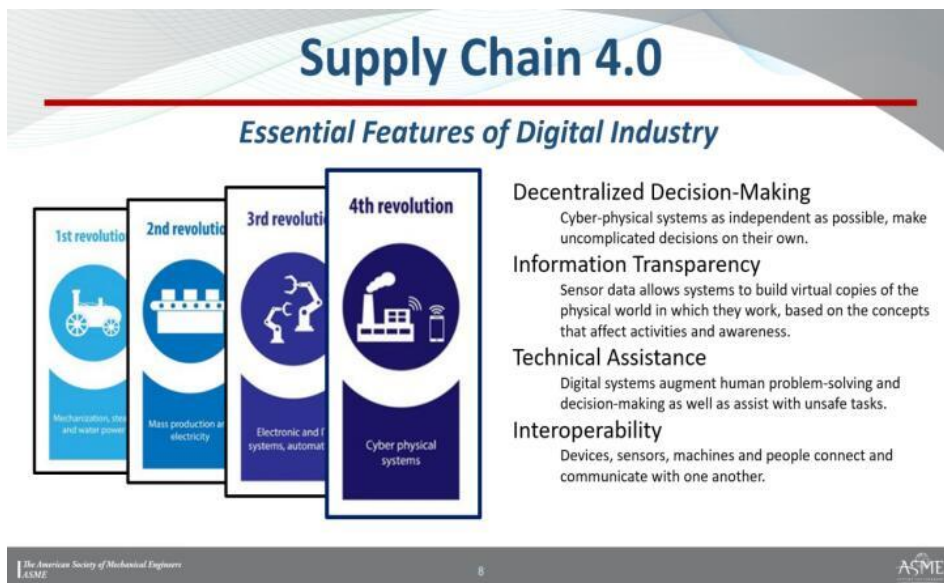 Supply Chain 4.0
Essential Features of Digital Industry
1st revolution
2nd revolutio
3rd revoluti
4th revolution
Mechanization, stea
and water power
Mass production an
electricity
Electronic and I
systems, automat
Cyber physical
systems
Decentralized Decision-Making
Cyber-physical systems as independent as possible, make
uncomplicated decisions on their own.
Information Transparency
Sensor data allows systems to build virtual copies of the
physical world in which they work, based on the concepts
that affect activities and awareness.
Technical Assistance
Digital systems augment human problem-solving and
decision-making as well as assist with unsafe tasks.
Interoperability
Devices, sensors, machines and people connect and
communicate with one another.
The American Society of Mechanical Engineers
ASME
8
ASME